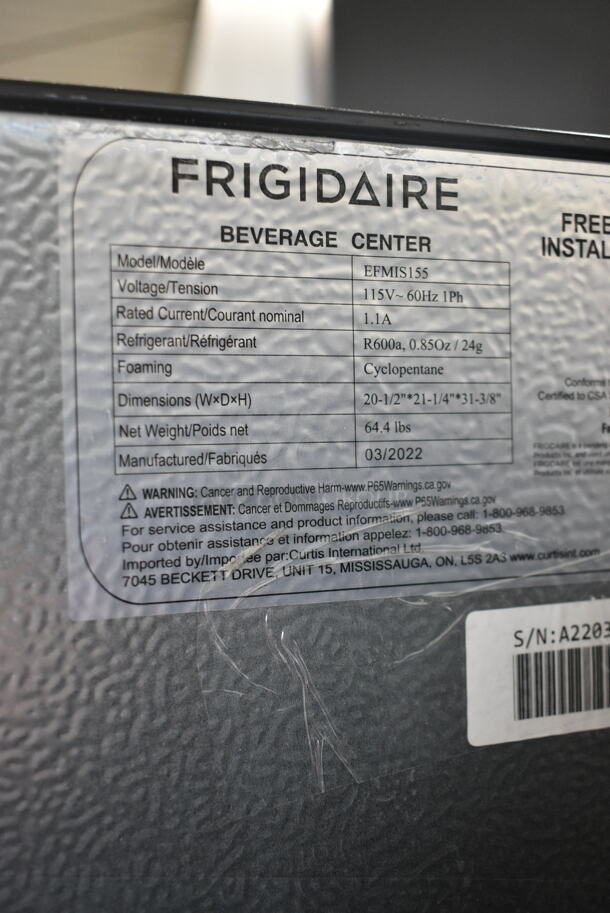 FRIGIDAIRE
BEVERAGE CENTER
Model/Modèle EFMIS155
Voltage/Tension 115V~ 60Hz 1Ph
Rated Current/Courant nominal 1.1A
Refrigerant/Réfrigérant R600a, 0.85Oz / 24g
Foaming Cyclopentane
Dimensions (W×D×H) 20-1/2"*21-1/4"*31-3/8"
Net Weight/Poids net 64.4 lbs
Manufactured/Fabriqués 03/2022
WARNING: Cancer and Reproductive Harm-www.P65Warnings.ca.gov
AVERTISSEMENT: Cancer et Dommages Reproductifs-www.P65Warnings.ca.gov
For service assistance and product information, please call: 1-800-968-9853
Pour obtenir assistance et information appelez: 1-800-968-9853
Imported by/Importée par:Curtis International Ltd.
7045 BECKETT DRIVE, UNIT 15, MISSISSAUGA, ON, L5S 2A3 www.curtisint.com
FREE
INSTAL
Conforms
Certified to CSA
S/N:A2203